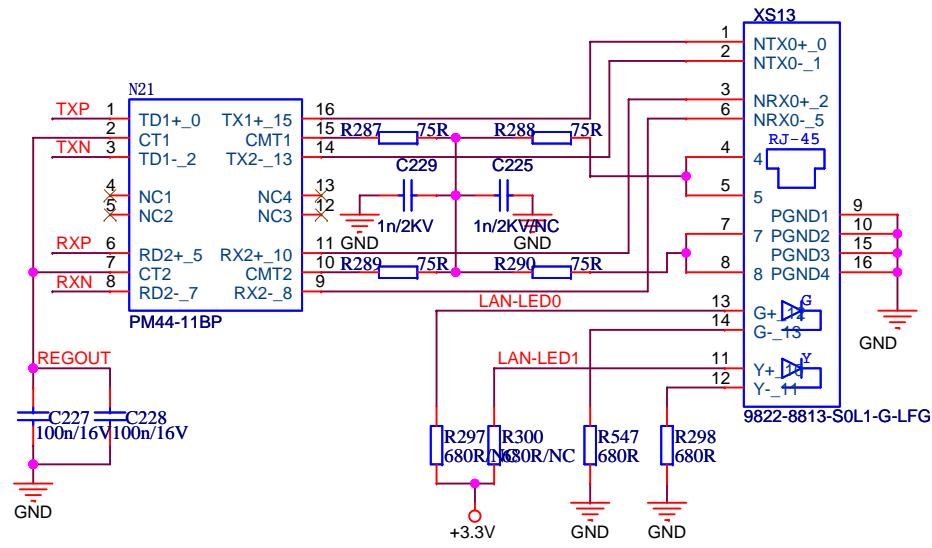 XS13
1
NTX0+_0
2
NTX0-_1
3
NRX0+_2
6
NRX0-_5
RJ-45
4
4
5
5
7
7
8
8
9
PGND1
10
PGND2
15
PGND3
16
PGND4
GND
13
G+_12
G
14
G-_13
11
Y+_10
Y
12
Y-_11
9822-8813-S0L1-G-LFG
N21
TXP
1
TD1+_0
2
CT1
TXN
3
TD1-_2
4
NC1
5
NC2
RXP
6
RD2+_5
7
CT2
RXN
8
RD2-_7
16
TX1+_15
15
CMT1
14
TX2-_13
13
NC4
12
NC3
11
RX2+_10
10
CMT2
9
RX2-_8
PM44-11BP
R287
75R
R288
75R
C229
1n/2KV
GND
C225
1n/2KV/NC
GND
R289
75R
R290
75R
LAN-LED0
LAN-LED1
REGOUT
C227
100n/16V
C228
100n/16V
GND
R297
680R/NC
R300
680R/NC
R547
680R
R298
680R
+3.3V
GND
GND